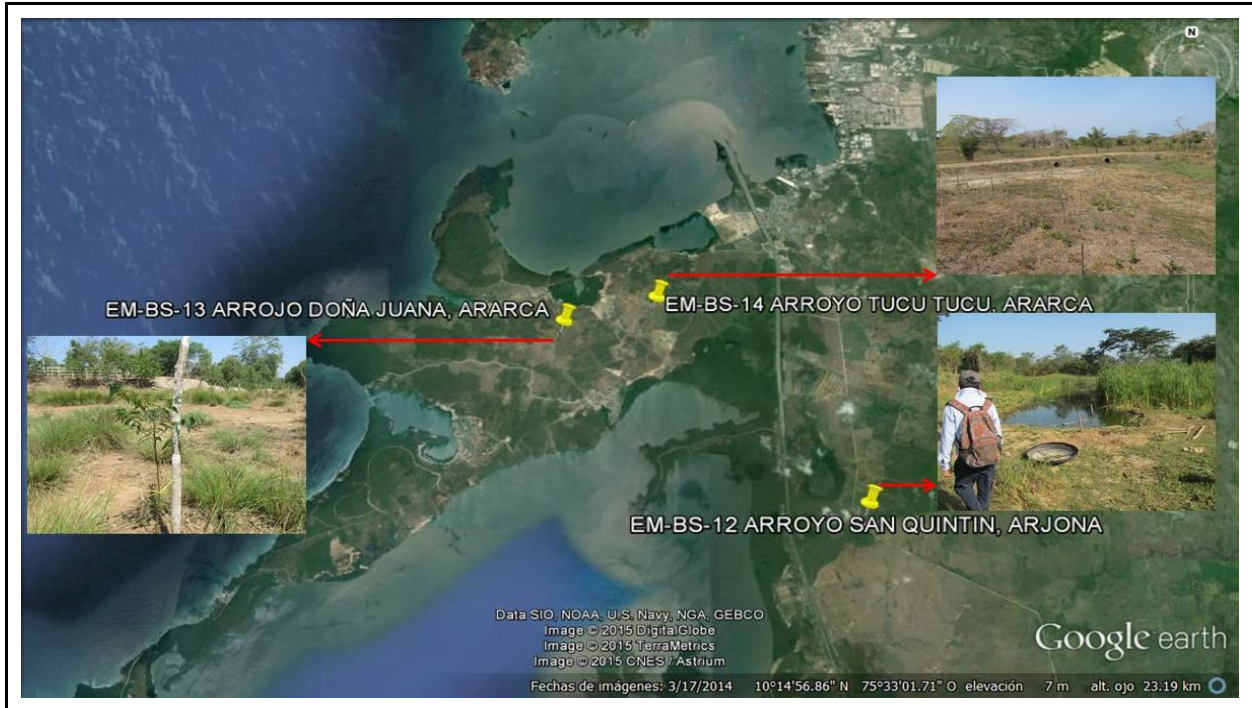 N
EM-BS-13 ARROJO DOÑA JUANA, ARARCA
EM-BS-14 ARROYO TUCU TUCU. ARARCA
EM-BS-12 ARROYO SAN QUINTIN, ARJONA
Data SIO, NOAA, U.S. Navy, NGA, GEBCO
Image © 2015 DigitalGlobe
Image © 2015 TerraMetrics
Image © 2015 CNES / Astrium
Google earth
Fechas de imágenes: 3/17/2014 10°14'56.86" N 75°33'01.71" O elevación 7 m alt. ojo 23.19 km